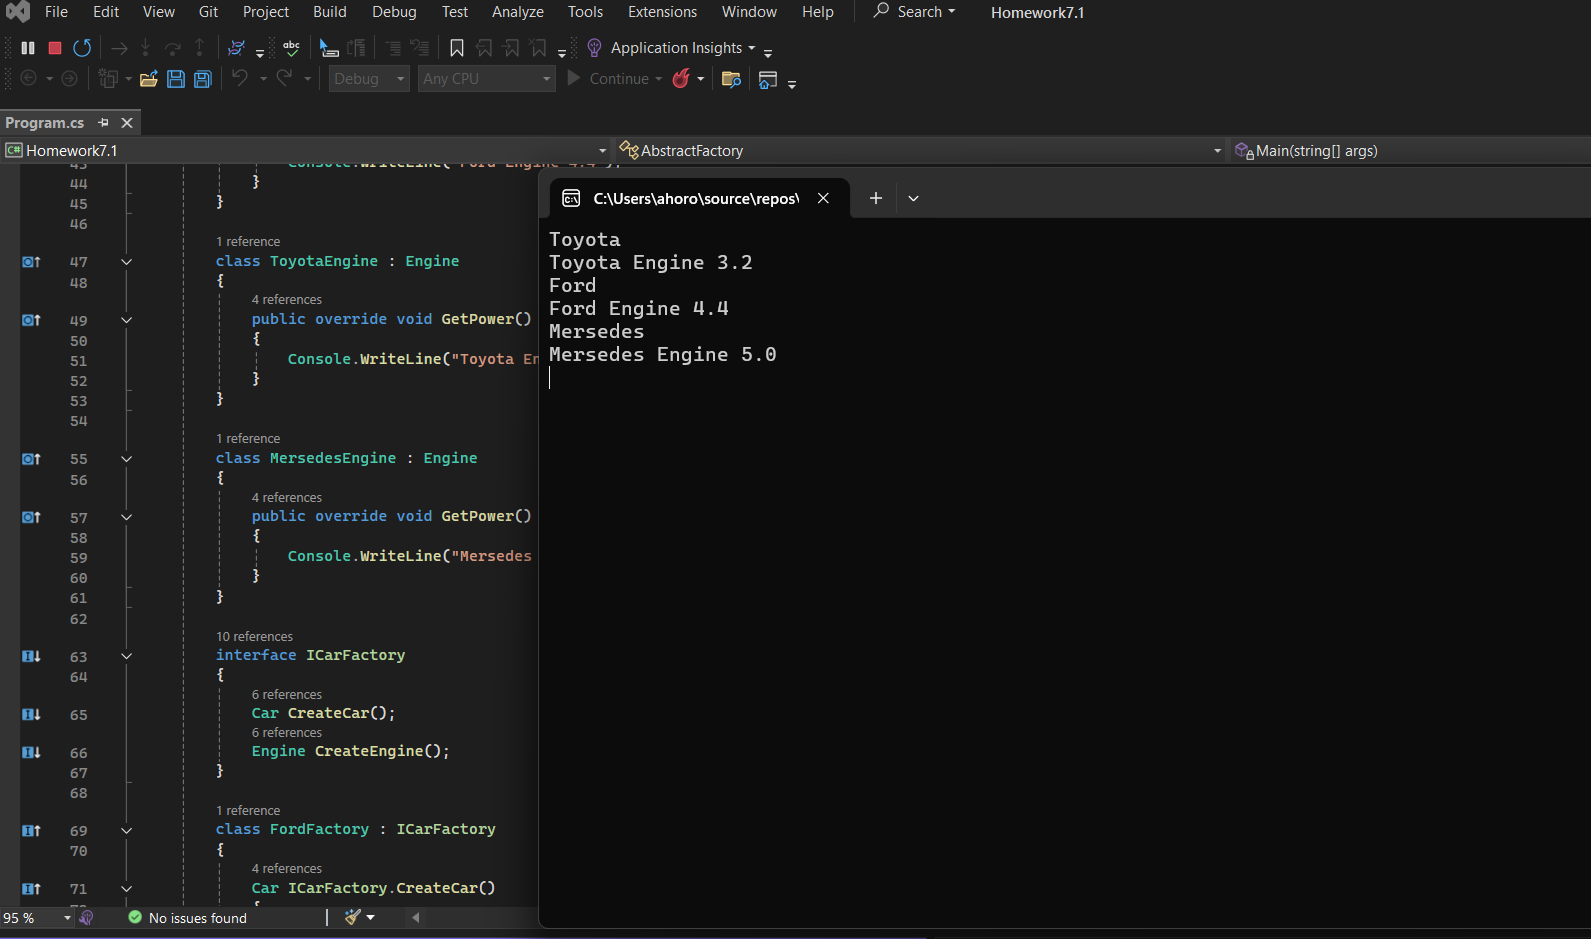 File Edit View Git Project Build Debug Test Analyze Tools Extensions Window Help Search Homework7.1
abc Application Insights
Debug Any CPU Continue
Program.cs
C# Homework7.1 AbstractFactory Main(string[] args)
43 Console.WriteLine("Ford Engine 4.4");
44 }
45 }
46
1 reference
47 class ToyotaEngine : Engine
48 {
4 references
49 public override void GetPower()
50 {
51 Console.WriteLine("Toyota En
52 }
53 }
54
1 reference
55 class MersedesEngine : Engine
56 {
4 references
57 public override void GetPower()
58 {
59 Console.WriteLine("Mersedes
60 }
61 }
62
10 references
63 interface ICarFactory
64 {
6 references
65 Car CreateCar();
6 references
66 Engine CreateEngine();
67 }
68
1 reference
69 class FordFactory : ICarFactory
70 {
4 references
71 Car ICarFactory.CreateCar()
{
95 % No issues found
C:\Users\ahoro\source\repos\
Toyota
Toyota Engine 3.2
Ford
Ford Engine 4.4
Mersedes
Mersedes Engine 5.0